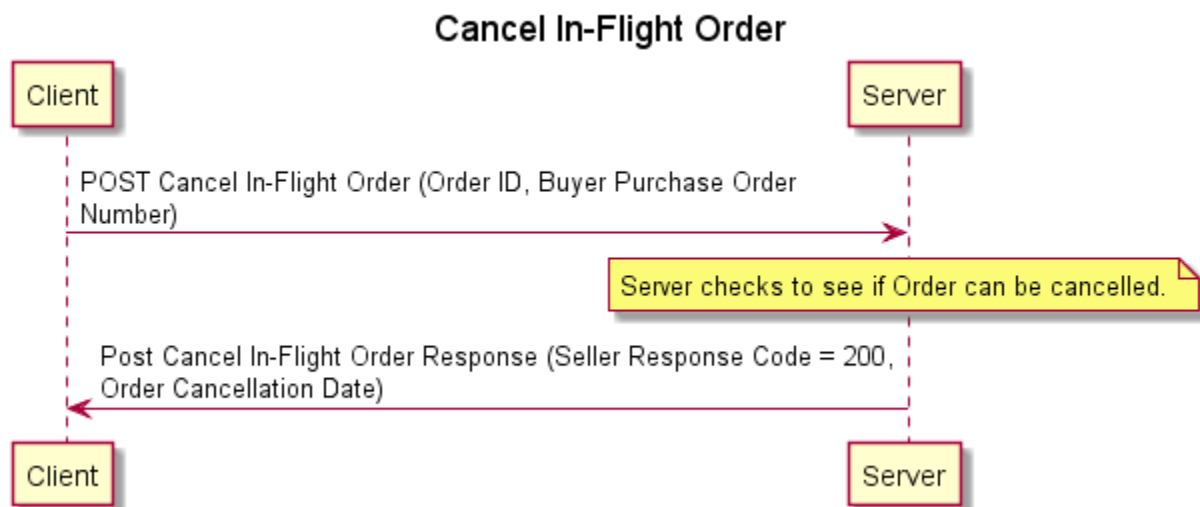 Cancel In-Flight Order
Client
Server
POST Cancel In-Flight Order (Order ID, Buyer Purchase Order
Number)
Server checks to see if Order can be cancelled.
Post Cancel In-Flight Order Response (Seller Response Code = 200,
Order Cancellation Date)
Client
Server